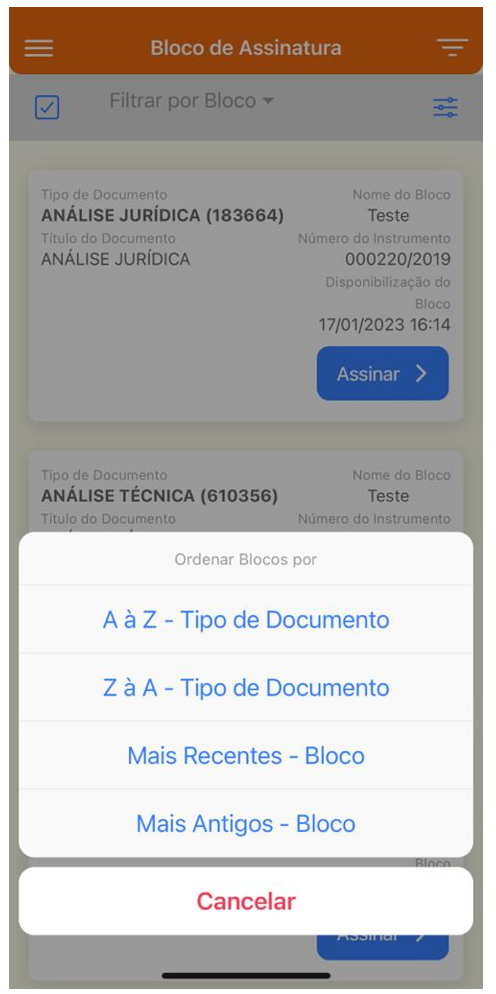 Bloco de Assinatura
Filtrar por Bloco
Tipo de Documento
ANÁLISE JURÍDICA (183664)
Título do Documento
ANÁLISE JURÍDICA
Nome do Bloco
Teste
Número do Instrumento
000220/2019
Disponibilização do
Bloco
17/01/2023 16:14
Assinar
Tipo de Documento
ANÁLISE TÉCNICA (610356)
Título do Documento
Nome do Bloco
Teste
Número do Instrumento
Ordenar Blocos por
A à Z - Tipo de Documento
Z à A - Tipo de Documento
Mais Recentes - Bloco
Mais Antigos - Bloco
Bloco
Cancelar
Assinar